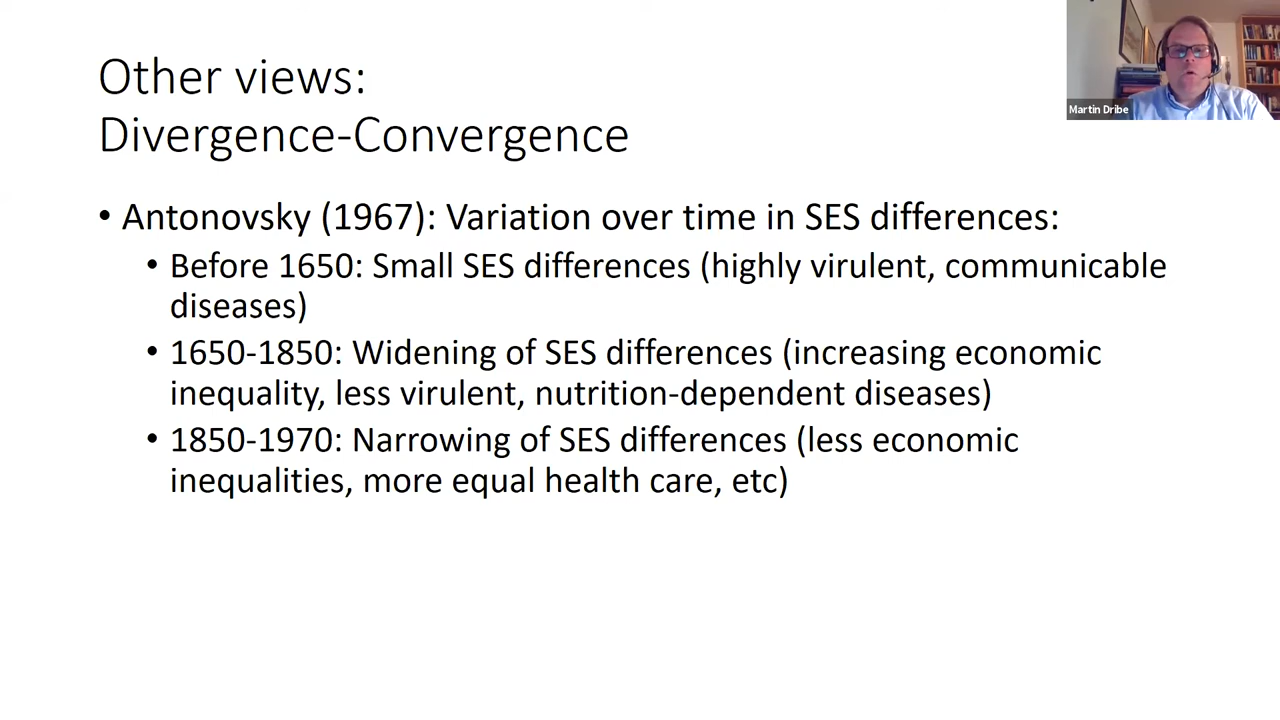 Other views:
Divergence-Convergence
Martin Dribe
• Antonovsky (1967): Variation over time in SES differences:
• Before 1650: Small SES differences (highly virulent, communicable
diseases)
• 1650-1850: Widening of SES differences (increasing economic
inequality, less virulent, nutrition-dependent diseases)
• 1850-1970: Narrowing of SES differences (less economic
inequalities, more equal health care, etc)